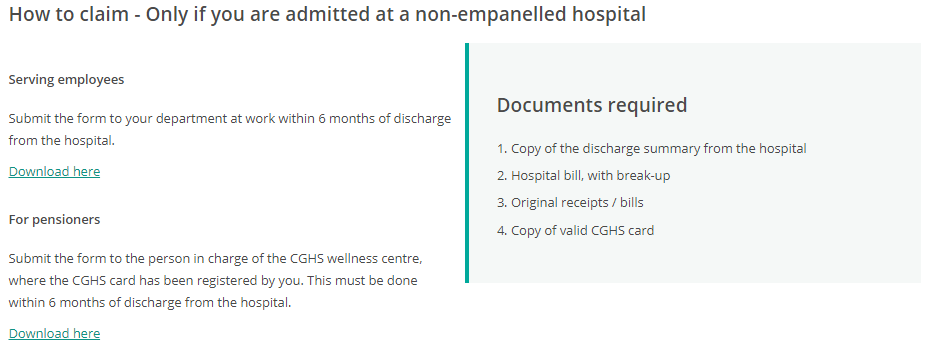 How to claim - Only if you are admitted at a non-empanelled hospital
Serving employees
Submit the form to your department at work within 6 months of discharge
from the hospital.
Download here
For pensioners
Submit the form to the person in charge of the CGHS wellness centre,
where the CGHS card has been registered by you. This must be done
within 6 months of discharge from the hospital.
Download here
Documents required
1. Copy of the discharge summary from the hospital
2. Hospital bill, with break-up
3. Original receipts / bills
4. Copy of valid CGHS card